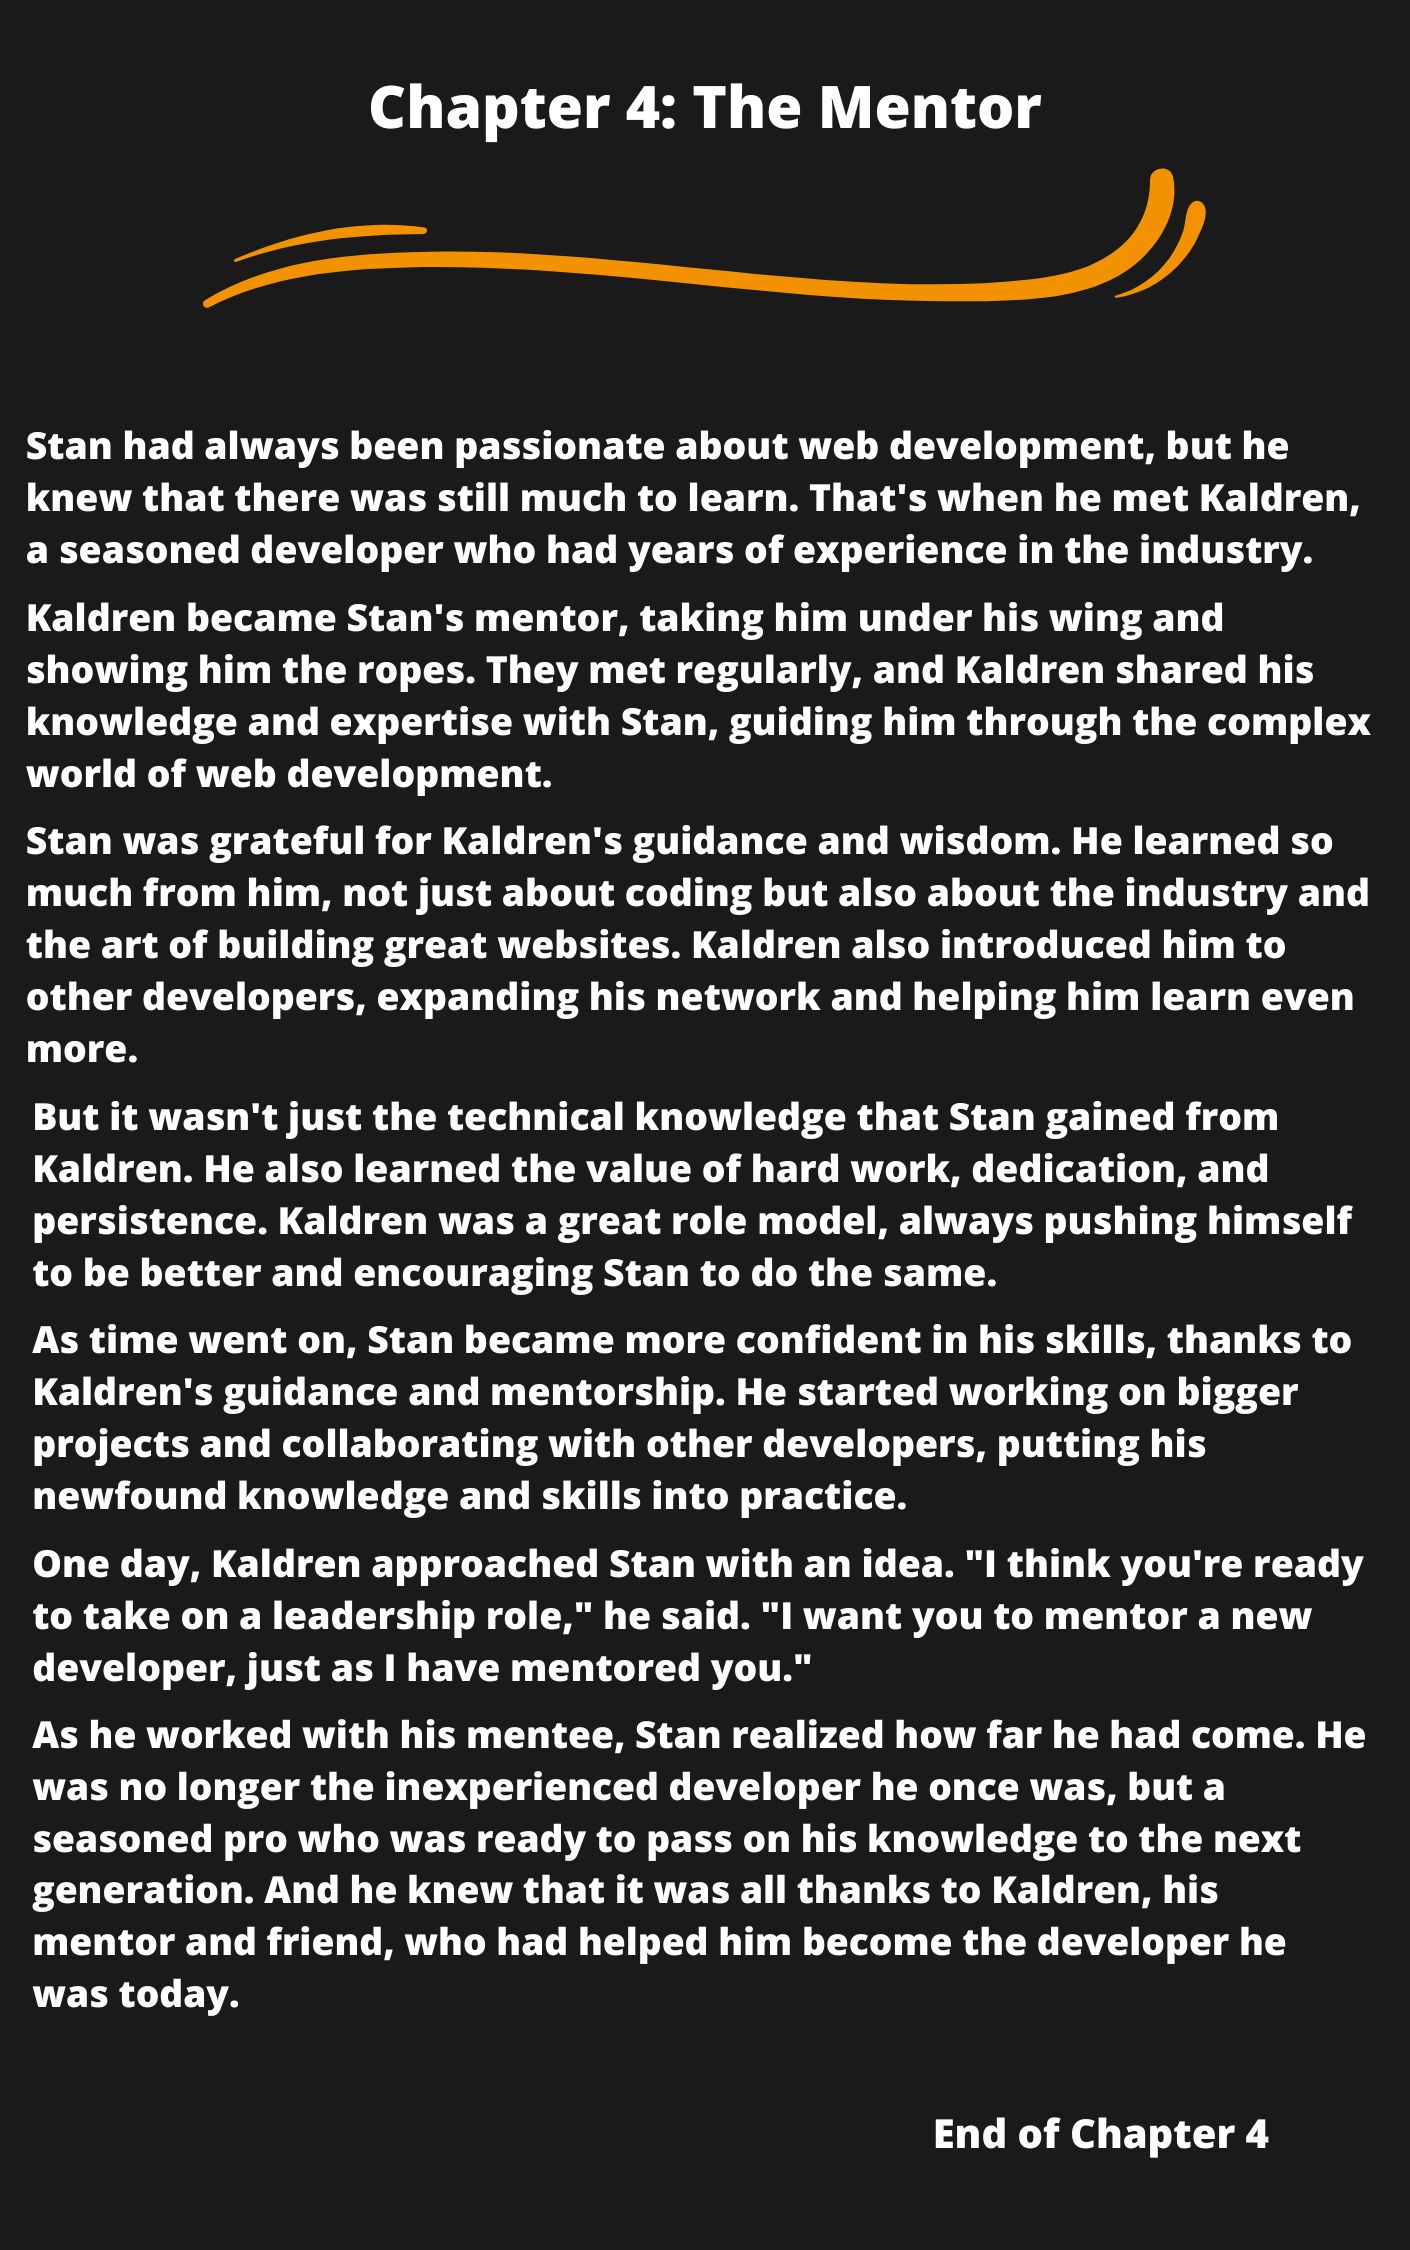 Chapter 4: The Mentor
Stan had always been passionate about web development, but he
knew that there was still much to learn. That's when he met Kaldren,
a seasoned developer who had years of experience in the industry.
Kaldren became Stan's mentor, taking him under his wing and
showing him the ropes. They met regularly, and Kaldren shared his
knowledge and expertise with Stan, guiding him through the complex
world of web development.
Stan was grateful for Kaldren's guidance and wisdom. He learned so
much from him, not just about coding but also about the industry and
the art of building great websites. Kaldren also introduced him to
other developers, expanding his network and helping him learn even
more.
But it wasn't just the technical knowledge that Stan gained from
Kaldren. He also learned the value of hard work, dedication, and
persistence. Kaldren was a great role model, always pushing himself
to be better and encouraging Stan to do the same.
As time went on, Stan became more confident in his skills, thanks to
Kaldren's guidance and mentorship. He started working on bigger
projects and collaborating with other developers, putting his
newfound knowledge and skills into practice.
One day, Kaldren approached Stan with an idea. "I think you're ready
to take on a leadership role," he said. "I want you to mentor a new
developer, just as I have mentored you."
As he worked with his mentee, Stan realized how far he had come. He
was no longer the inexperienced developer he once was, but a
seasoned pro who was ready to pass on his knowledge to the next
generation. And he knew that it was all thanks to Kaldren, his
mentor and friend, who had helped him become the developer he
was today.
End of Chapter 4